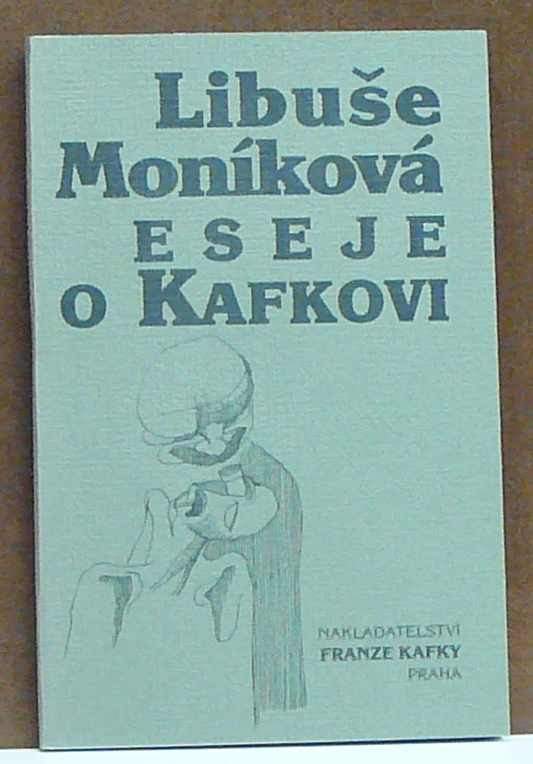 Libuše
Moníková
ESEJE
O KAFKOVI
NAKLADATELSTVÍ
FRANZE KAFKY
PRAHA